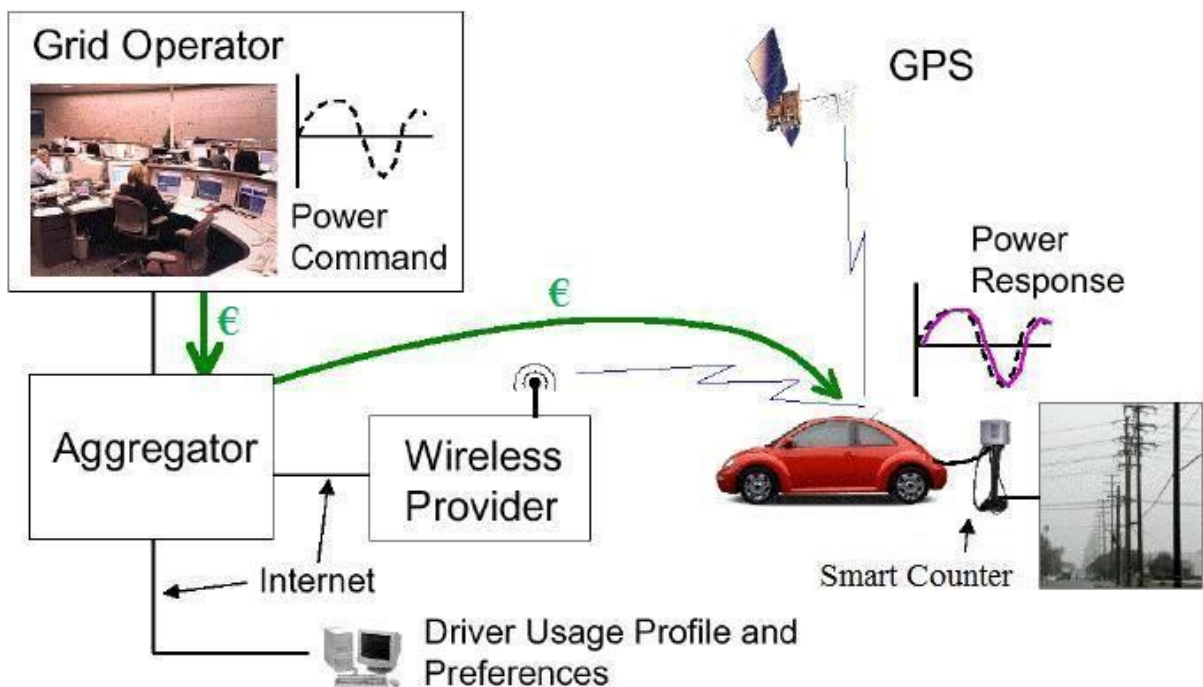 Grid Operator
Power
Command
GPS
€
€
Power
Response
Aggregator
Wireless
Provider
Internet
Smart Counter
Driver Usage Profile and
Preferences